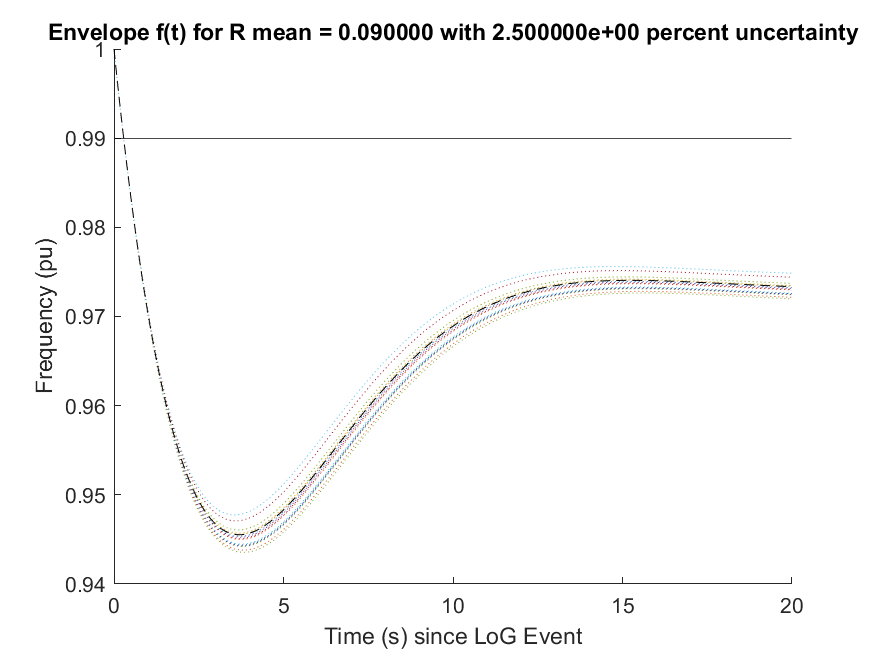 Envelope f(t) for R mean = 0.090000 with 2.500000e+00 percent uncertainty
1
0.99
0.98
0.97
0.96
0.95
0.94
Frequency (pu)
0 5 10 15 20
Time (s) since LoG Event